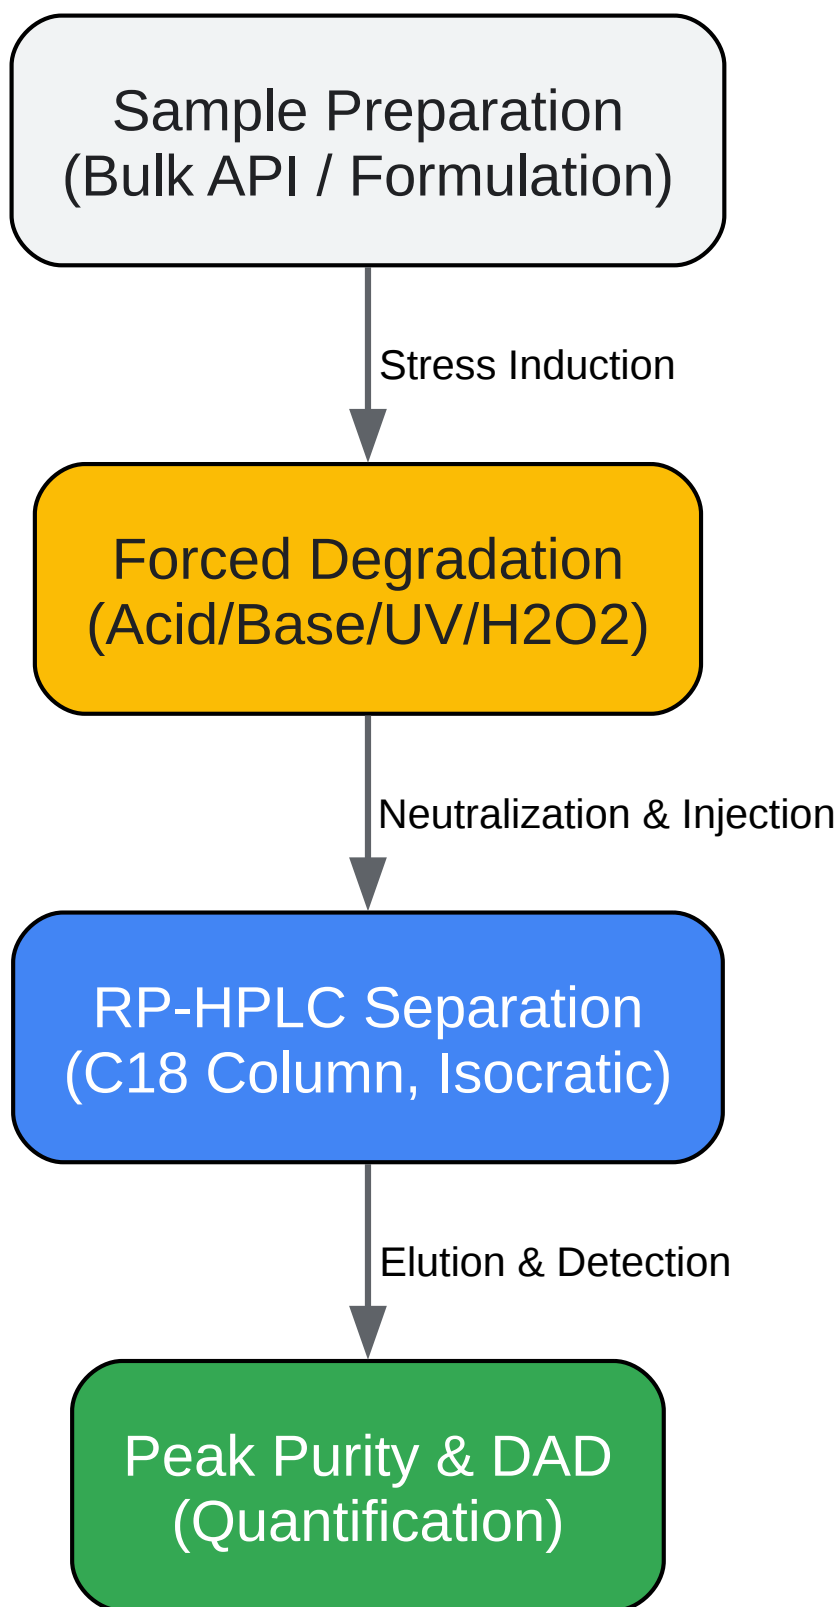 Sample Preparation
(Bulk API / Formulation)
Stress Induction
Forced Degradation
(Acid/Base/UV/H2O2)
Neutralization & Injection
RP-HPLC Separation
(C18 Column, Isocratic)
Elution & Detection
Peak Purity & DAD
(Quantification)